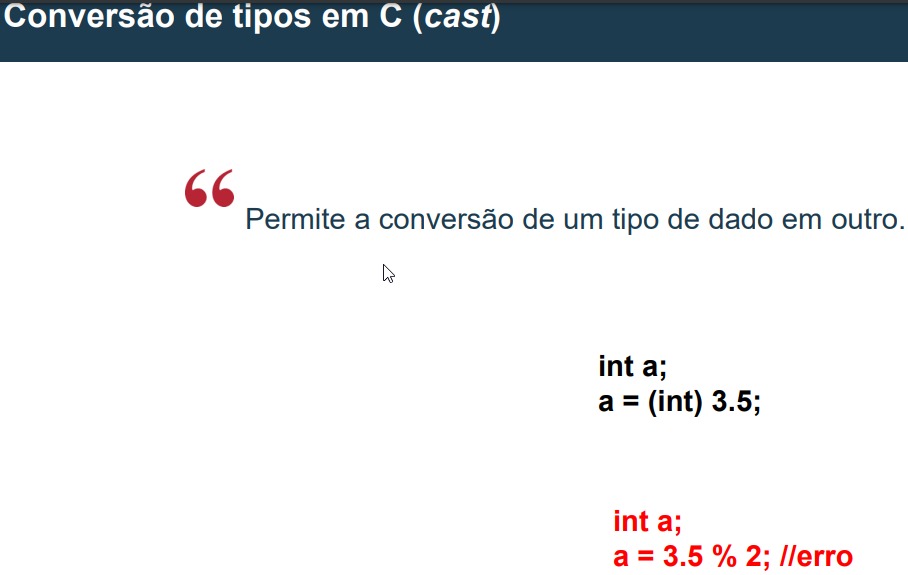 Conversão de tipos em C (cast)
“ Permite a conversão de um tipo de dado em outro.
int a;
a = (int) 3.5;
int a;
a = 3.5 % 2; //erro